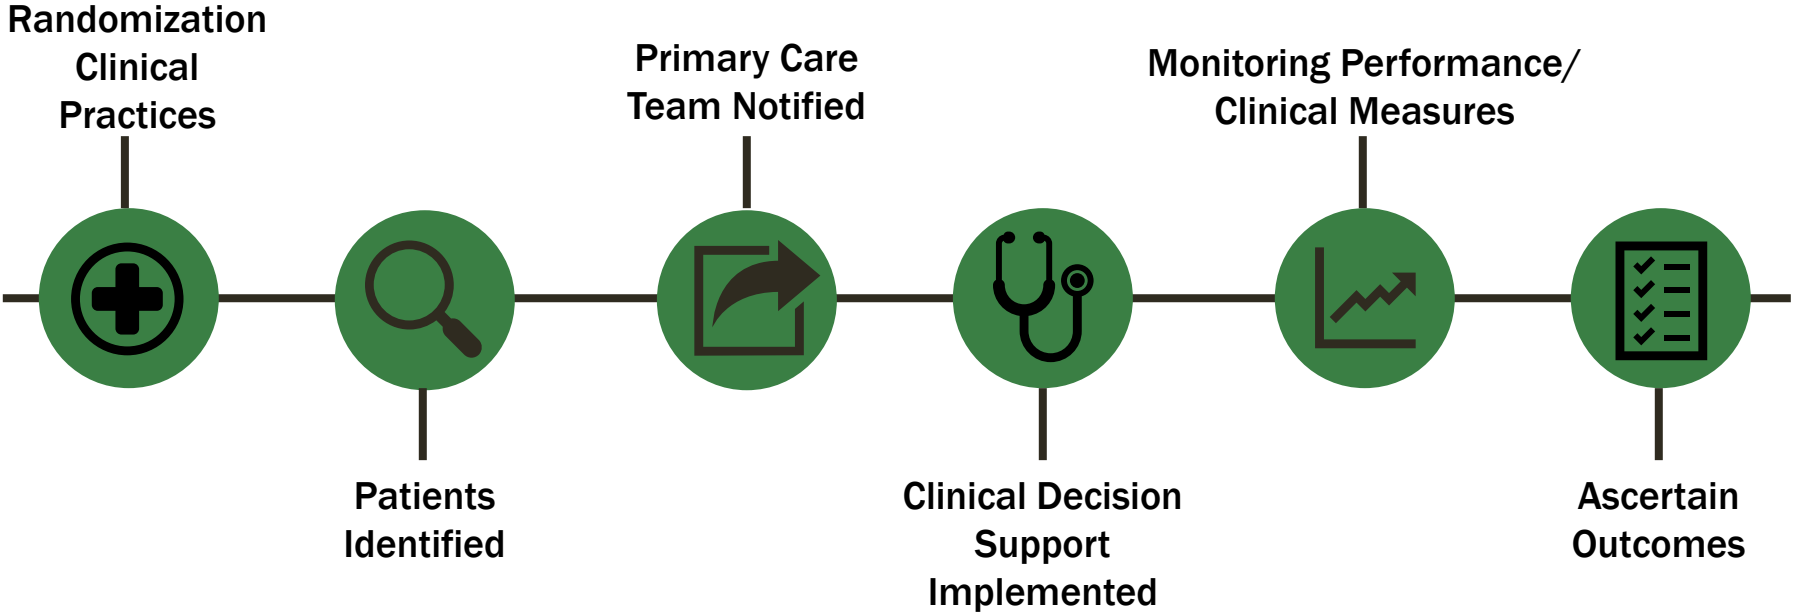 Randomization
Clinical
Practices
Patients
Identified
Primary Care
Team Notified
Clinical Decision
Support
Implemented
Monitoring Performance/
Clinical Measures
Ascertain
Outcomes